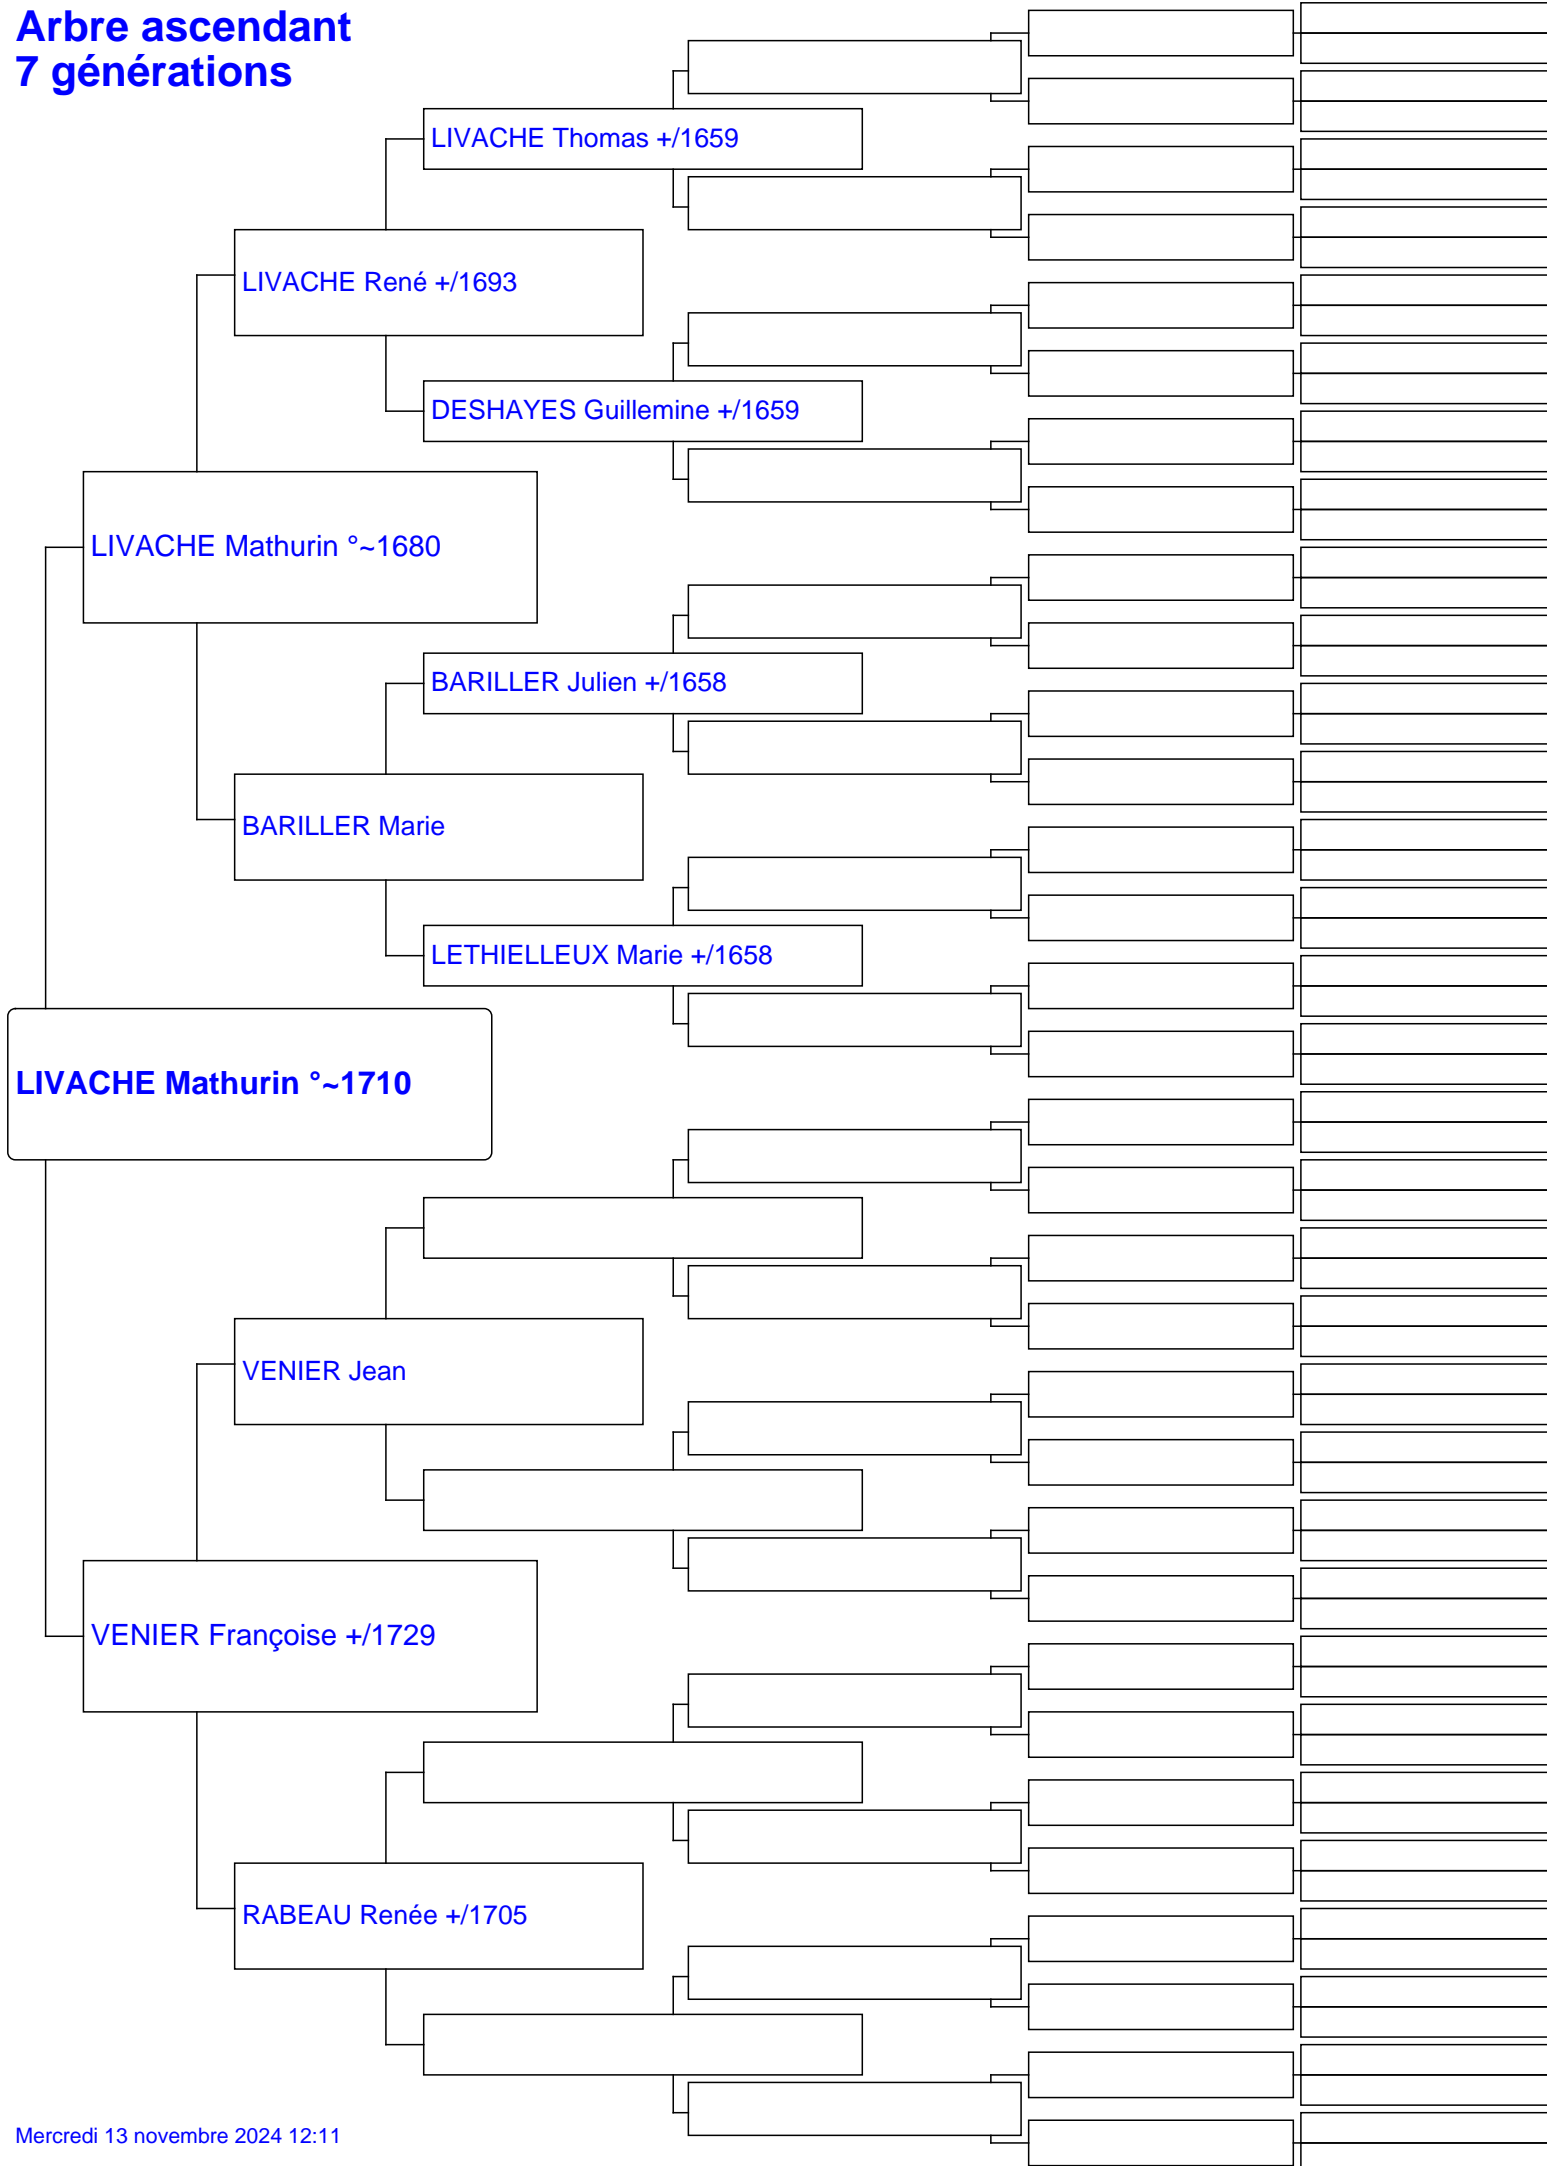 Arbre ascendant
7 générations
LIVACHE Thomas +/1659
LIVACHE René +/1693
DESHAYES Guillemine +/1659
LIVACHE Mathurin °~1680
BARILLER Julien +/1658
BARILLER Marie
LETHIELLEUX Marie +/1658
LIVACHE Mathurin °~1710
VENIER Jean
VENIER Françoise +/1729
RABEAU Renée +/1705
Mercredi 13 novembre 2024 12:11